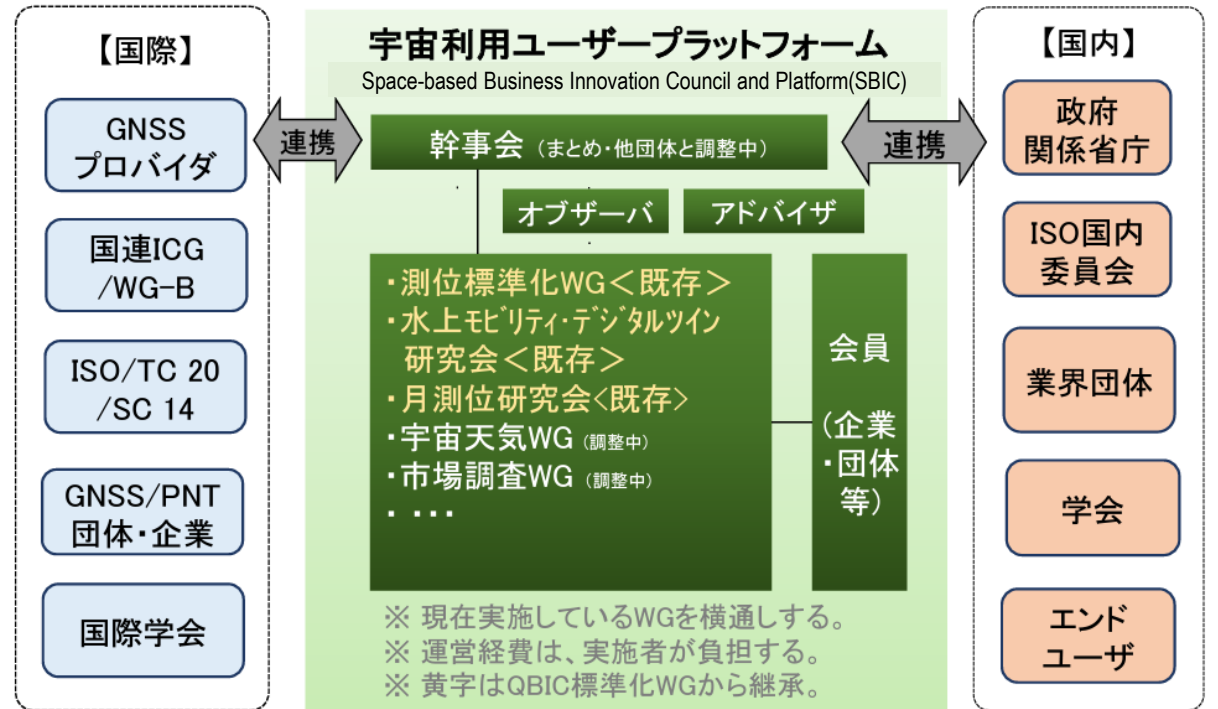 【国際】
GNSS
プロバイダ
国連ICG
/WG-B
ISO/TC 20
/SC 14
GNSS/PNT
団体・企業
国際学会
連携
宇宙利用ユーザープラットフォーム
Space-based Business Innovation Council and Platform(SBIC)
幹事会（まとめ・他団体と調整中）
オブザーバ
アドバイザ
・測位標準化WG＜既存＞
・水上ﾓﾋﾞﾘﾃｨ・ﾃﾞｼﾞﾀﾙツイン
研究会＜既存＞
・月測位研究会<既存>
・宇宙天気WG（調整中）
・市場調査WG（調整中）
・・・・
会員
（企業
・団体
等）
※ 現在実施しているWGを横通しする。
※ 運営経費は、実施者が負担する。
※ 黄字はQBIC標準化WGから継承。
連携
【国内】
政府
関係省庁
ISO国内
委員会
業界団体
学会
エンド
ユーザ